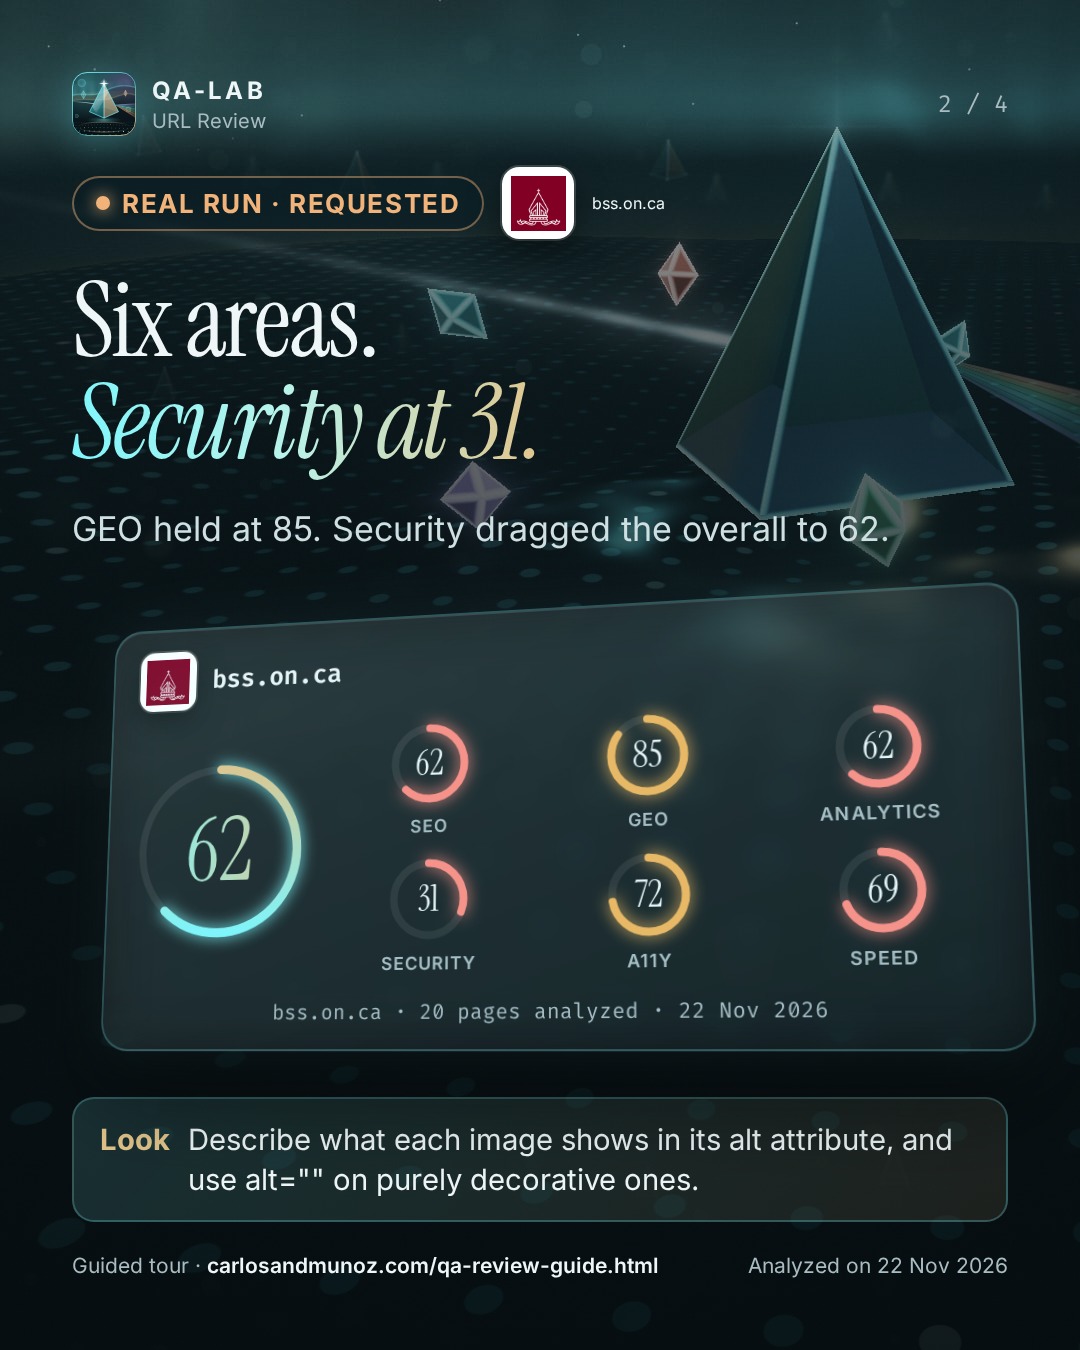 QA-LAB
URL Review
2 / 4
REAL RUN · REQUESTED
bss.on.ca
Six areas.
Security at 31.
GEO held at 85. Security dragged the overall to 62.
bss.on.ca
62
62
SEO
85
GEO
62
ANALYTICS
31
SECURITY
72
A11Y
69
SPEED
bss.on.ca · 20 pages analyzed · 22 Nov 2026
Look Describe what each image shows in its alt attribute, and
use alt="" on purely decorative ones.
Guided tour · carlosandmunoz.com/qa-review-guide.html
Analyzed on 22 Nov 2026